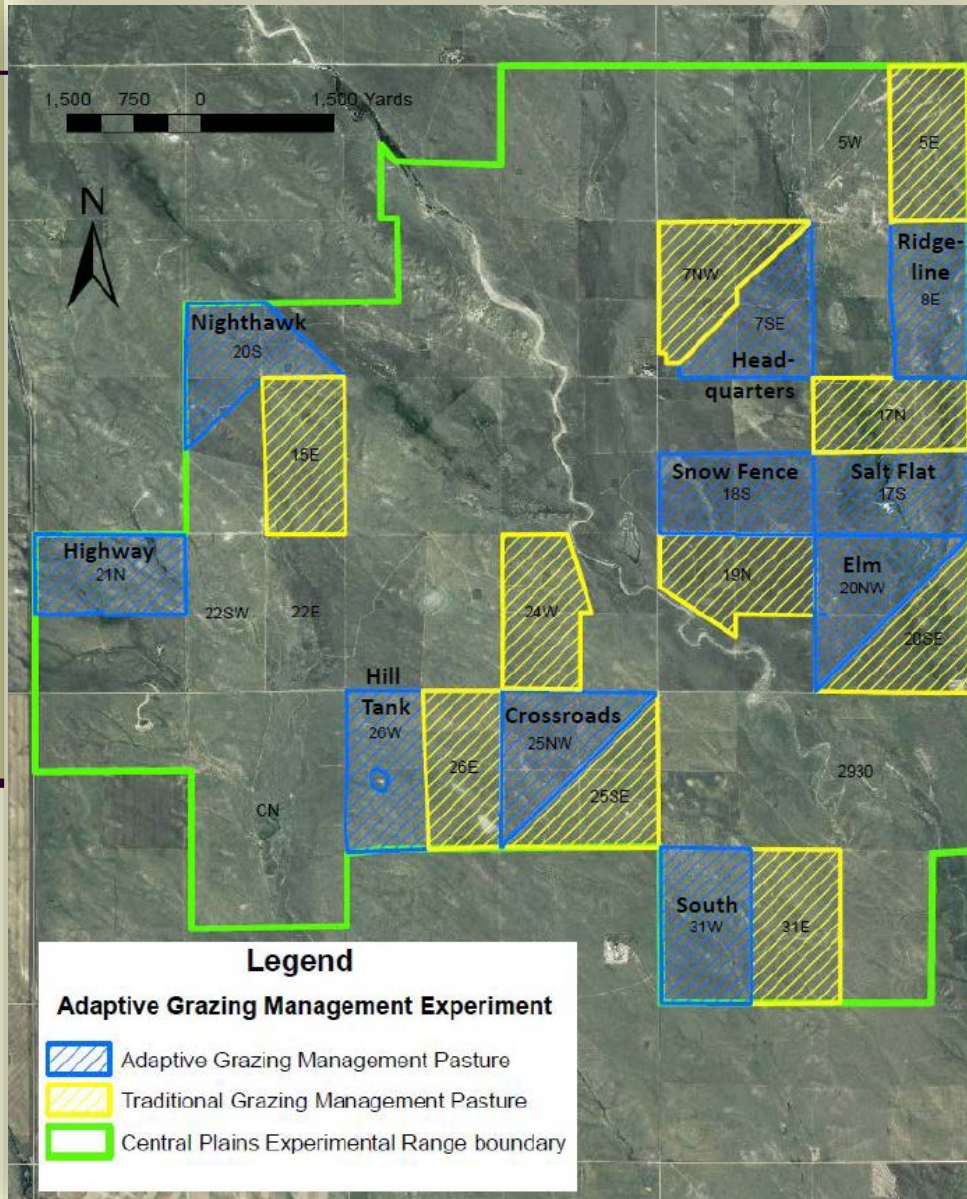 1,500 750 0 1,500 Yards
N
5W
5E
7NW
7SE
Head-
quarters
Ridge-
line
8E
Nighthawk
20S
15E
17N
Snow Fence
18S
Salt Flat
17S
Highway
21N
22SW
22E
24W
19N
Elm
20NW
20SE
Hill
Tank
26W
26E
Crossroads
25NW
25SE
2930
CN
South
31W
31E
Legend
Adaptive Grazing Management Experiment
Adaptive Grazing Management Pasture
Traditional Grazing Management Pasture
Central Plains Experimental Range boundary